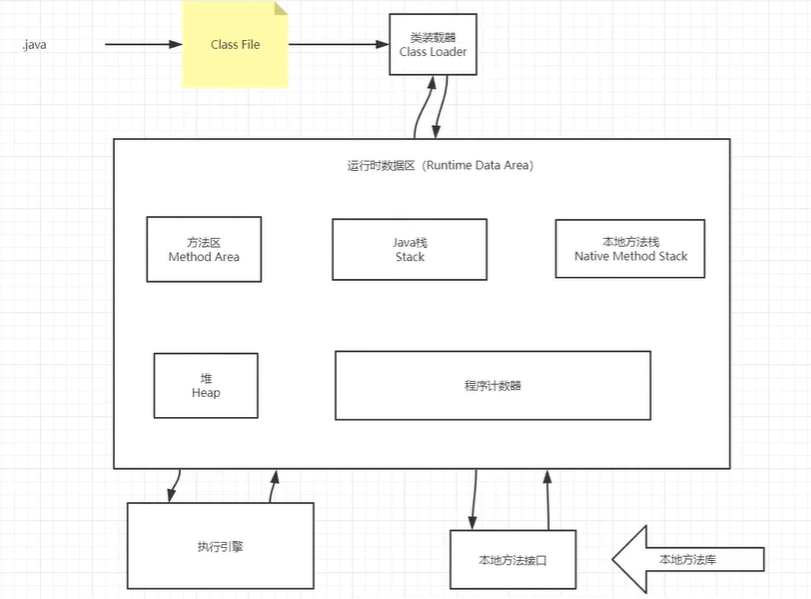 .java
Class File
类装载器
Class Loader
运行时数据区（Runtime Data Area）
方法区
Method Area
Java栈
Stack
本地方法栈
Native Method Stack
堆
Heap
程序计数器
执行引擎
本地方法接口
本地方法库